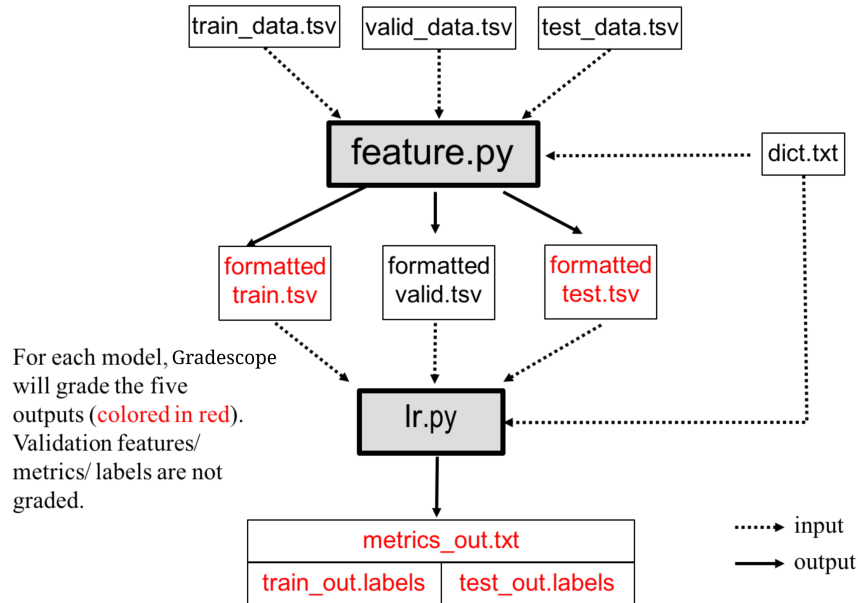 train_data.tsv
valid_data.tsv
test_data.tsv
feature.py
dict.txt
formatted
train.tsv
formatted
valid.tsv
formatted
test.tsv
For each model, Gradescope
will grade the five
outputs (colored in red).
Validation features/
metrics/ labels are not
graded.
lr.py
metrics_out.txt
train_out.labels
test_out.labels
input
output